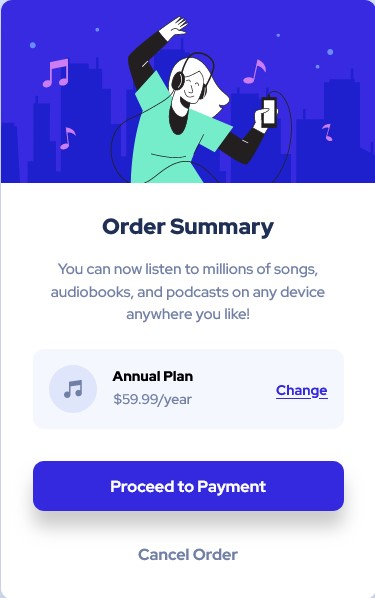 Order Summary
You can now listen to millions of songs,
audiobooks, and podcasts on any device
anywhere you like!
Annual Plan
$59.99/year
Change
Proceed to Payment
Cancel Order